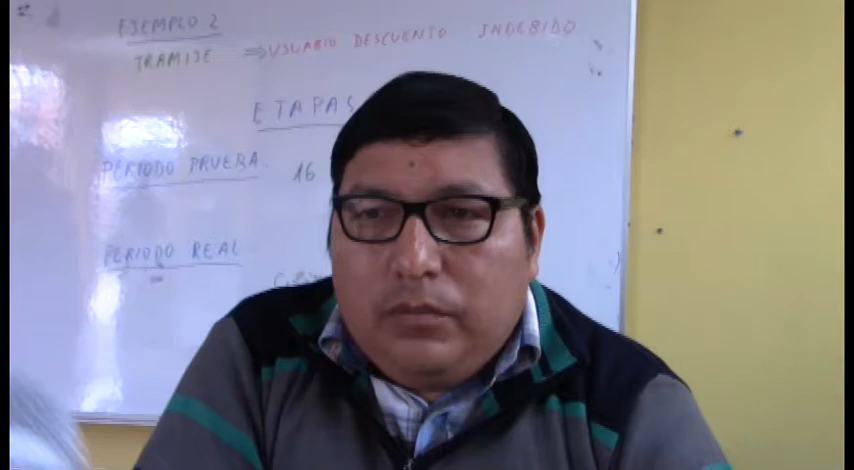 EJEMPLO 2
TRAMITE ⇒ USUARIO DESCUENTO INDEBIDO
ETAPAS
PERIODO PRUEBA. 16
PERIODO REAL